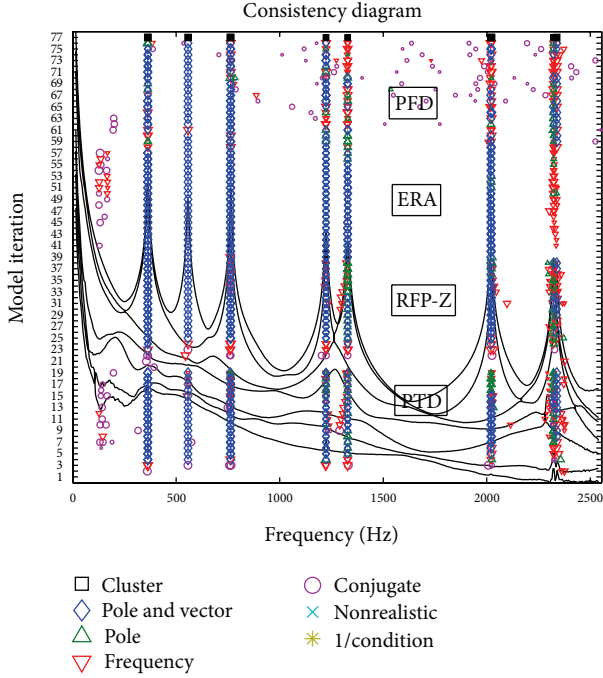 Consistency diagram
Model iteration
77
75
73
71
69
67
65
63
61
59
57
55
53
51
49
47
45
43
41
39
37
35
33
31
29
27
25
23
21
19
17
15
13
11
9
7
5
3
1
PFD
ERA
RFP-Z
PTD
0 500 1000 1500 2000 2500
Frequency (Hz)
Cluster
Pole and vector
Pole
Frequency
Conjugate
Nonrealistic
1/condition